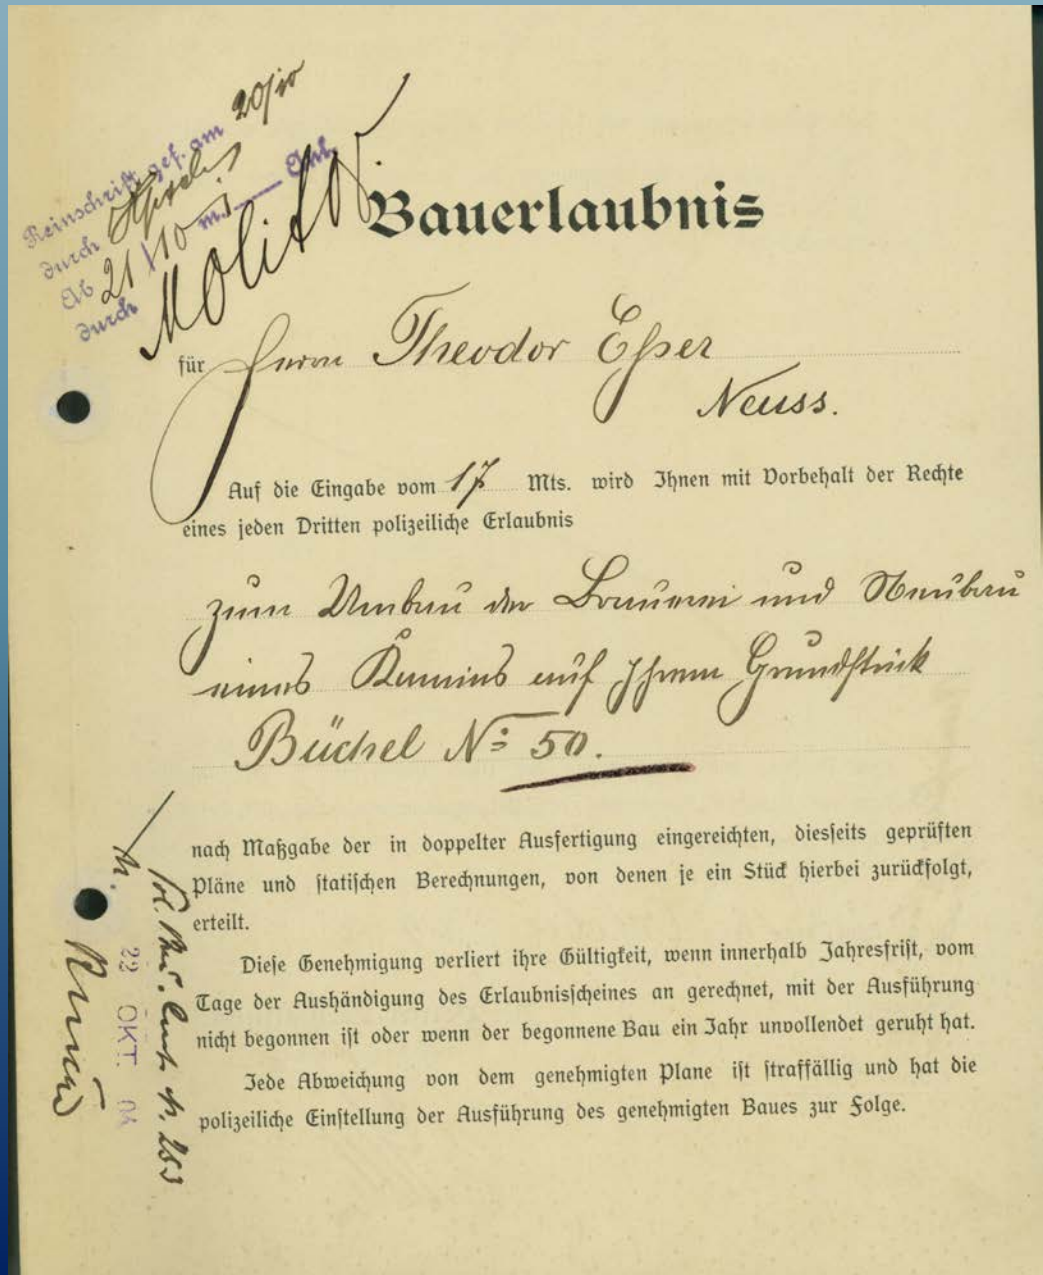 Reinschrift gef. am 20/10
durch
Ab 21/10 m. Anl.
durch Molitor.
Bauerlaubnis
für Herrn Theodor Eßer
Neuss.
Auf die Eingabe vom 17 Mts. wird Ihnen mit Vorbehalt der Rechte
eines jeden Dritten polizeiliche Erlaubnis
zum Umbau der Brauerei und Neubau
eines Kamins auf Ihrem Grundstück
Büchel No 50.
nach Maßgabe der in doppelter Ausfertigung eingereichten, diesseits geprüften
Pläne und statischen Berechnungen, von denen je ein Stück hierbei zurückfolgt,
erteilt.
Diese Genehmigung verliert ihre Gültigkeit, wenn innerhalb Jahresfrist, vom
Tage der Aushändigung des Erlaubnisscheines an gerechnet, mit der Ausführung
nicht begonnen ist oder wenn der begonnene Bau ein Jahr unvollendet geruht hat.
Jede Abweichung von dem genehmigten Plane ist straffällig und hat die
polizeiliche Einstellung der Ausführung des genehmigten Baues zur Folge.
22 OKT. 04